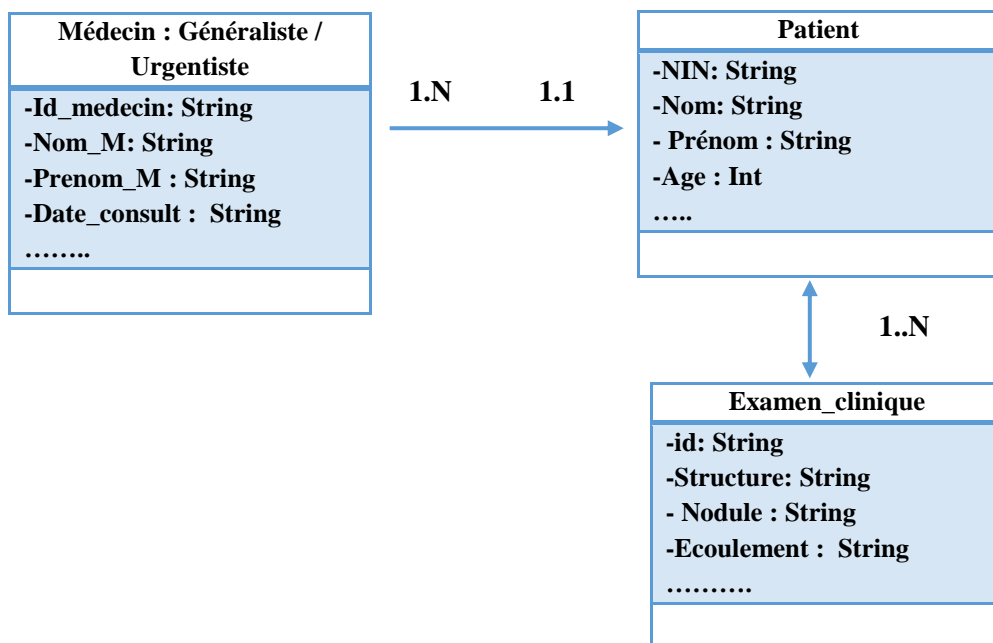 Médecin : Généraliste /
Urgentiste
-Id_medecin: String
-Nom_M: String
-Prenom_M : String
-Date_consult :  String
……..
1.N
1.1
Patient
-NIN: String
-Nom: String
- Prénom : String
-Age : Int
…..
1..N
Examen_clinique
-id: String
-Structure: String
- Nodule : String
-Ecoulement :  String
……….